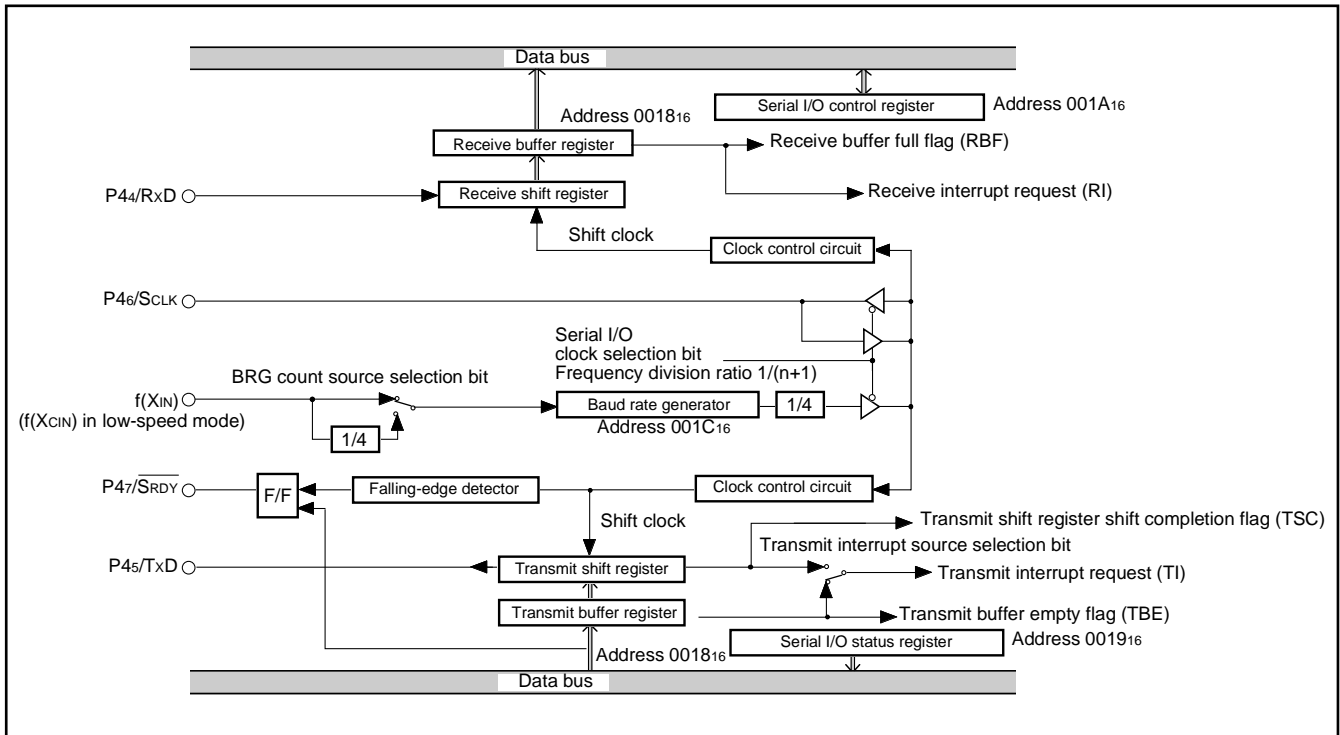 Data bus
Serial I/O control register
Address 001A16
Address 001816
Receive buffer register
Receive buffer full flag (RBF)
P44/RXD
Receive shift register
Receive interrupt request (RI)
Shift clock
Clock control circuit
P46/SCLK
Serial I/O
clock selection bit
Frequency division ratio 1/(n+1)
BRG count source selection bit
f(XIN)
(f(XCIN) in low-speed mode)
1/4
Baud rate generator
1/4
Address 001C16
P47/SRDY
F/F
Falling-edge detector
Clock control circuit
Shift clock
Transmit shift register shift completion flag (TSC)
Transmit interrupt source selection bit
P45/TXD
Transmit shift register
Transmit interrupt request (TI)
Transmit buffer register
Transmit buffer empty flag (TBE)
Serial I/O status register
Address 001916
Address 001816
Data bus